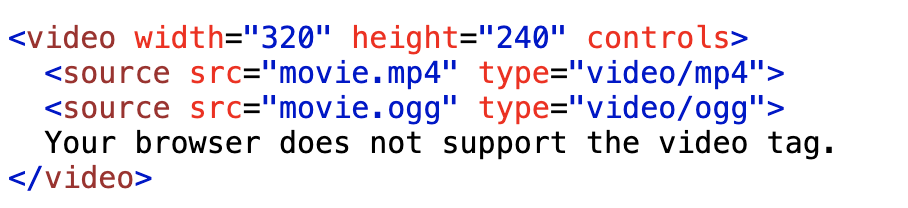 <video width="320" height="240" controls>
<source src="movie.mp4" type="video/mp4">
<source src="movie.ogg" type="video/ogg">
Your browser does not support the video tag.
</video>